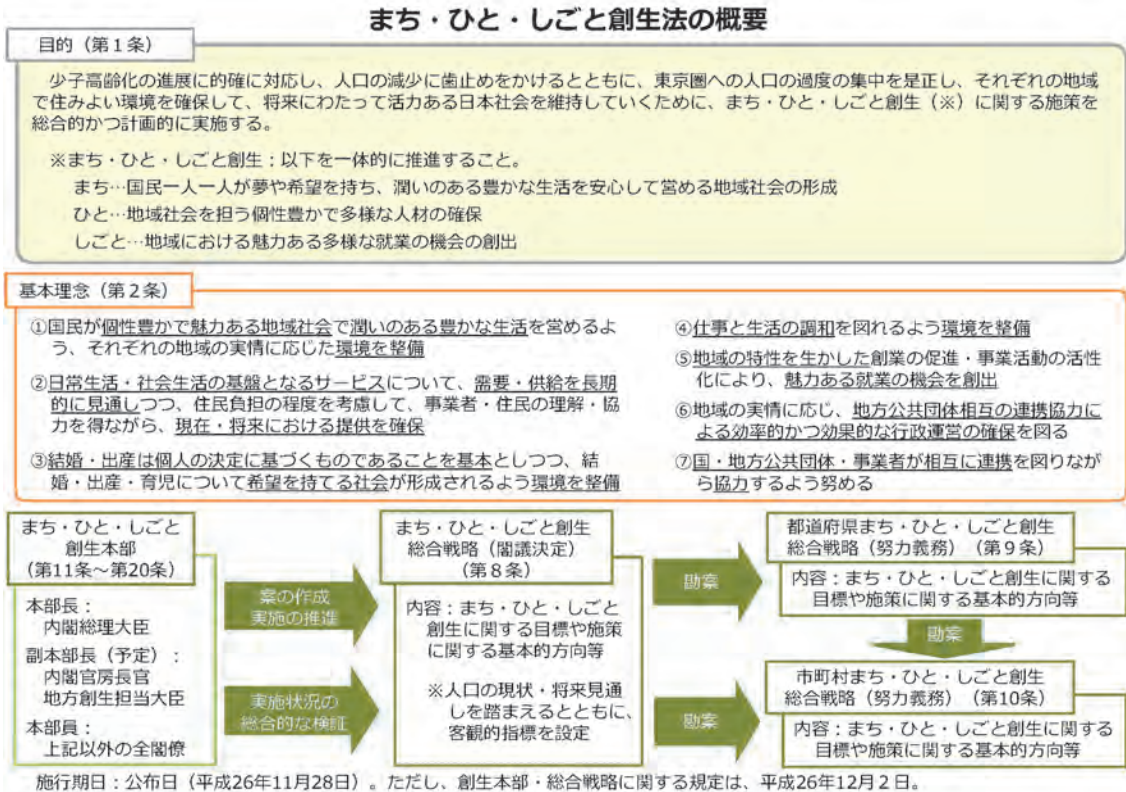 まち・ひと・しごと創生法の概要
目的（第１条）
少子高齢化の進展に的確に対応し、人口の減少に歯止めをかけるとともに、東京圏への人口の過度の集中を是正し、それぞれの地域
で住みよい環境を確保して、将来にわたって活力ある日本社会を維持していくために、まち・ひと・しごと創生（※）に関する施策を
総合的かつ計画的に実施する。
※まち・ひと・しごと創生：以下を一体的に推進すること。
まち…国民一人一人が夢や希望を持ち、潤いのある豊かな生活を安心して営める地域社会の形成
ひと…地域社会を担う個性豊かで多様な人材の確保
しごと…地域における魅力ある多様な就業の機会の創出
基本理念（第２条）
①国民が個性豊かで魅力ある地域社会で潤いのある豊かな生活を営めるよ
う、それぞれの地域の実情に応じた環境を整備
②日常生活・社会生活の基盤となるサービスについて、需要・供給を長期
的に見通しつつ、住民負担の程度を考慮して、事業者・住民の理解・協
力を得ながら、現在・将来における提供を確保
③結婚・出産は個人の決定に基づくものであることを基本としつつ、結
婚・出産・育児について希望を持てる社会が形成されるよう環境を整備
④仕事と生活の調和を図れるよう環境を整備
⑤地域の特性を生かした創業の促進・事業活動の活性
化により、魅力ある就業の機会を創出
⑥地域の実情に応じ、地方公共団体相互の連携協力に
よる効率的かつ効果的な行政運営の確保を図る
⑦国・地方公共団体・事業者が相互に連携を図りなが
ら協力するよう努める
まち・ひと・しごと
創生本部
（第11条～第20条）
本部長：
内閣総理大臣
副本部長（予定）：
内閣官房長官
地方創生担当大臣
本部員：
上記以外の全閣僚
案の作成
実施の推進
実施状況の
総合的な検証
まち・ひと・しごと創生
総合戦略（閣議決定）
（第８条）
内容：まち・ひと・しごと
創生に関する目標や施策
に関する基本的方向等
※人口の現状・将来見通
しを踏まえるとともに、
客観的指標を設定
勘案
勘案
都道府県まち・ひと・しごと創生
総合戦略（努力義務）（第９条）
内容：まち・ひと・しごと創生に関する
目標や施策に関する基本的方向等
勘案
市町村まち・ひと・しごと創生
総合戦略（努力義務）（第10条）
内容：まち・ひと・しごと創生に関する
目標や施策に関する基本的方向等
施行期日：公布日（平成26年11月28日）。ただし、創生本部・総合戦略に関する規定は、平成26年12月２日。